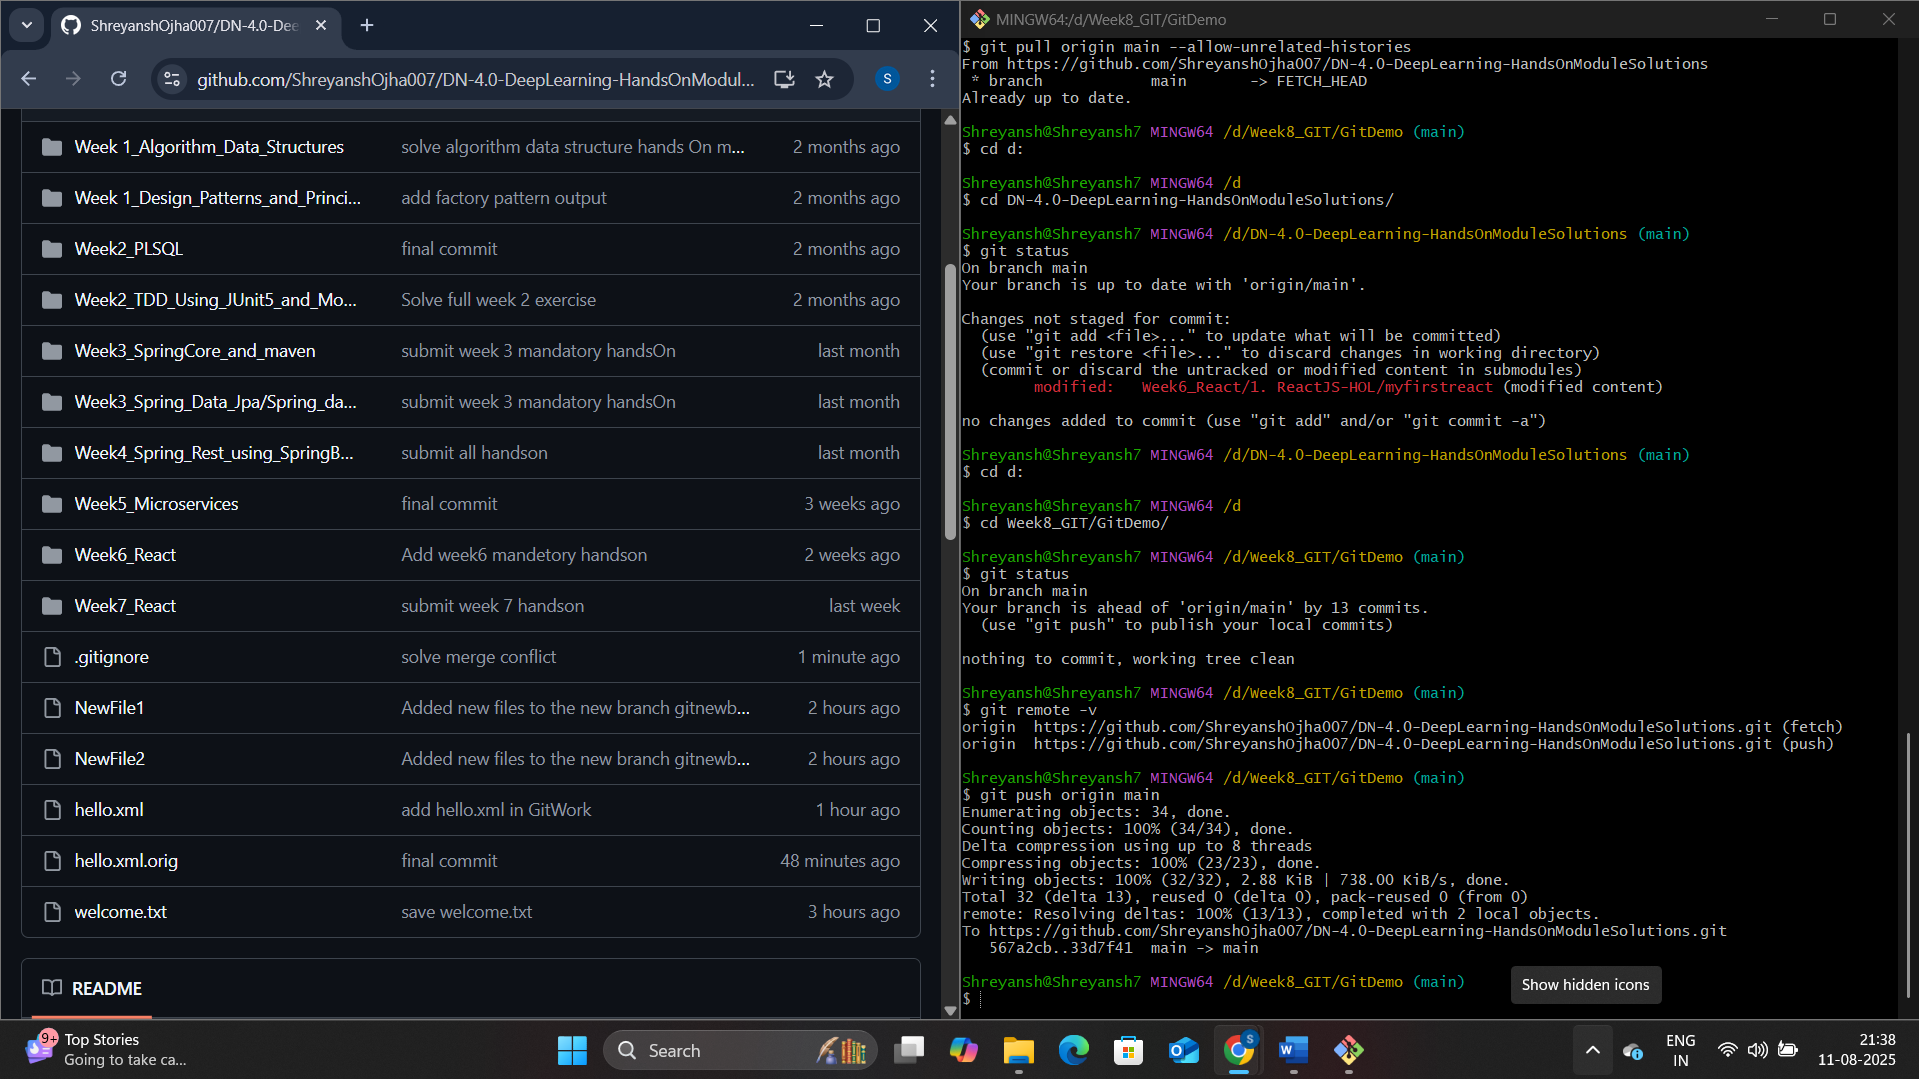 ShreyanshOjha007/DN-4.0-Dee
github.com/ShreyanshOjha007/DN-4.0-DeepLearning-HandsOnModul...
S
Week 1_Algorithm_Data_Structures solve algorithm data structure hands On m... 2 months ago
Week 1_Design_Patterns_and_Princi... add factory pattern output 2 months ago
Week2_PLSQL final commit 2 months ago
Week2_TDD_Using_JUnit5_and_Mo... Solve full week 2 exercise 2 months ago
Week3_SpringCore_and_maven submit week 3 mandatory handsOn last month
Week3_Spring_Data_Jpa/Spring_da... submit week 3 mandatory handsOn last month
Week4_Spring_Rest_using_SpringB... submit all handson last month
Week5_Microservices final commit 3 weeks ago
Week6_React Add week6 mandetory handson 2 weeks ago
Week7_React submit week 7 handson last week
.gitignore solve merge conflict 1 minute ago
NewFile1 Added new files to the new branch gitnewb... 2 hours ago
NewFile2 Added new files to the new branch gitnewb... 2 hours ago
hello.xml add hello.xml in GitWork 1 hour ago
hello.xml.orig final commit 48 minutes ago
welcome.txt save welcome.txt 3 hours ago
README
MINGW64:/d/Week8_GIT/GitDemo
$ git pull origin main --allow-unrelated-histories
From https://github.com/ShreyanshOjha007/DN-4.0-DeepLearning-HandsOnModuleSolutions
* branch main -> FETCH_HEAD
Already up to date.
Shreyansh@Shreyansh7 MINGW64 /d/Week8_GIT/GitDemo (main)
$ cd d:
Shreyansh@Shreyansh7 MINGW64 /d
$ cd DN-4.0-DeepLearning-HandsOnModuleSolutions/
Shreyansh@Shreyansh7 MINGW64 /d/DN-4.0-DeepLearning-HandsOnModuleSolutions (main)
$ git status
On branch main
Your branch is up to date with 'origin/main'.
Changes not staged for commit:
(use "git add <file>..." to update what will be committed)
(use "git restore <file>..." to discard changes in working directory)
(commit or discard the untracked or modified content in submodules)
modified: Week6_React/1. ReactJS-HOL/myfirstreact (modified content)
no changes added to commit (use "git add" and/or "git commit -a")
Shreyansh@Shreyansh7 MINGW64 /d/DN-4.0-DeepLearning-HandsOnModuleSolutions (main)
$ cd d:
Shreyansh@Shreyansh7 MINGW64 /d
$ cd Week8_GIT/GitDemo/
Shreyansh@Shreyansh7 MINGW64 /d/Week8_GIT/GitDemo (main)
$ git status
On branch main
Your branch is ahead of 'origin/main' by 13 commits.
(use "git push" to publish your local commits)
nothing to commit, working tree clean
Shreyansh@Shreyansh7 MINGW64 /d/Week8_GIT/GitDemo (main)
$ git remote -v
origin https://github.com/ShreyanshOjha007/DN-4.0-DeepLearning-HandsOnModuleSolutions.git (fetch)
origin https://github.com/ShreyanshOjha007/DN-4.0-DeepLearning-HandsOnModuleSolutions.git (push)
Shreyansh@Shreyansh7 MINGW64 /d/Week8_GIT/GitDemo (main)
$ git push origin main
Enumerating objects: 34, done.
Counting objects: 100% (34/34), done.
Delta compression using up to 8 threads
Compressing objects: 100% (23/23), done.
Writing objects: 100% (32/32), 2.88 KiB | 738.00 KiB/s, done.
Total 32 (delta 13), reused 0 (delta 0), pack-reused 0 (from 0)
remote: Resolving deltas: 100% (13/13), completed with 2 local objects.
To https://github.com/ShreyanshOjha007/DN-4.0-DeepLearning-HandsOnModuleSolutions.git
567a2cb..33d7f41 main -> main
Shreyansh@Shreyansh7 MINGW64 /d/Week8_GIT/GitDemo (main)
$
Show hidden icons
9+
Top Stories
Going to take ca...
Search
S
W
ENG
IN
21:38
11-08-2025